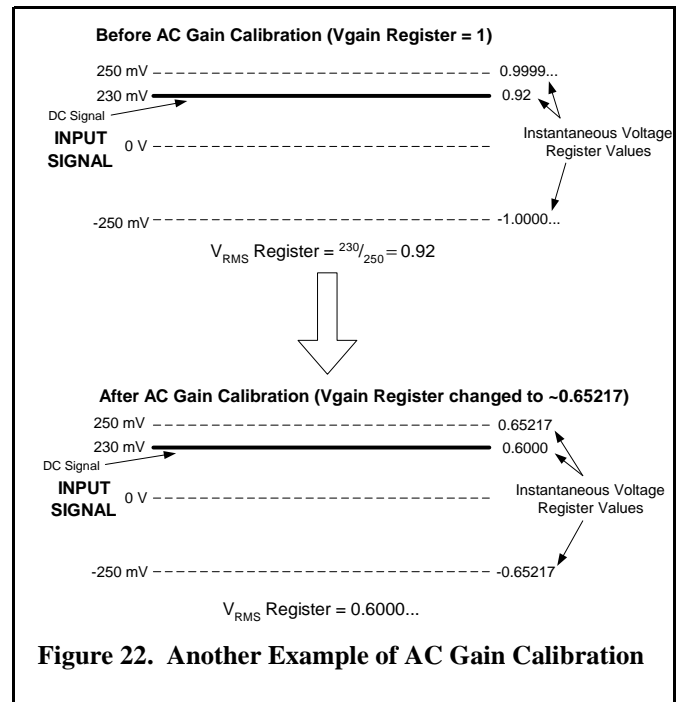 Before AC Gain Calibration (Vgain Register = 1)
250 mV 0.9999...
230 mV 0.92
DC Signal
INPUT SIGNAL
0 V
Instantaneous Voltage
Register Values
-250 mV -1.0000...
VRMS Register = 230/250 = 0.92
After AC Gain Calibration (Vgain Register changed to ~0.65217)
250 mV 0.65217
230 mV 0.6000
DC Signal
INPUT SIGNAL
0 V
Instantaneous Voltage
Register Values
-250 mV -0.65217
VRMS Register = 0.6000...
Figure 22. Another Example of AC Gain Calibration